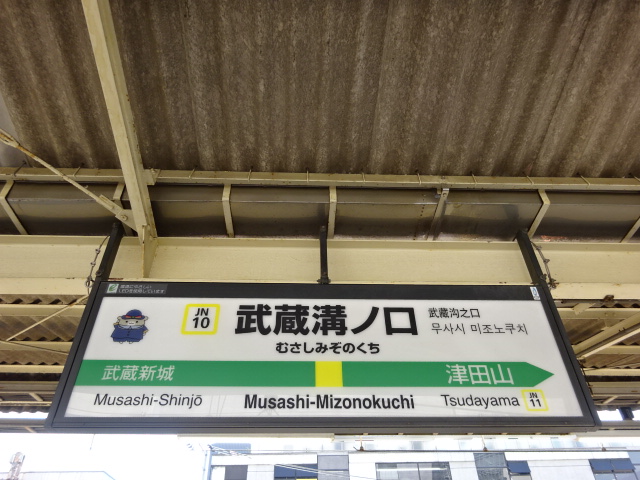 JN
10
武蔵溝ノ口
武藏沟之口
무사시 미조노쿠치
むさしみぞのくち
武蔵新城
津田山
Musashi-Shinjō
Musashi-Mizonokuchi
Tsudayama
JN
11